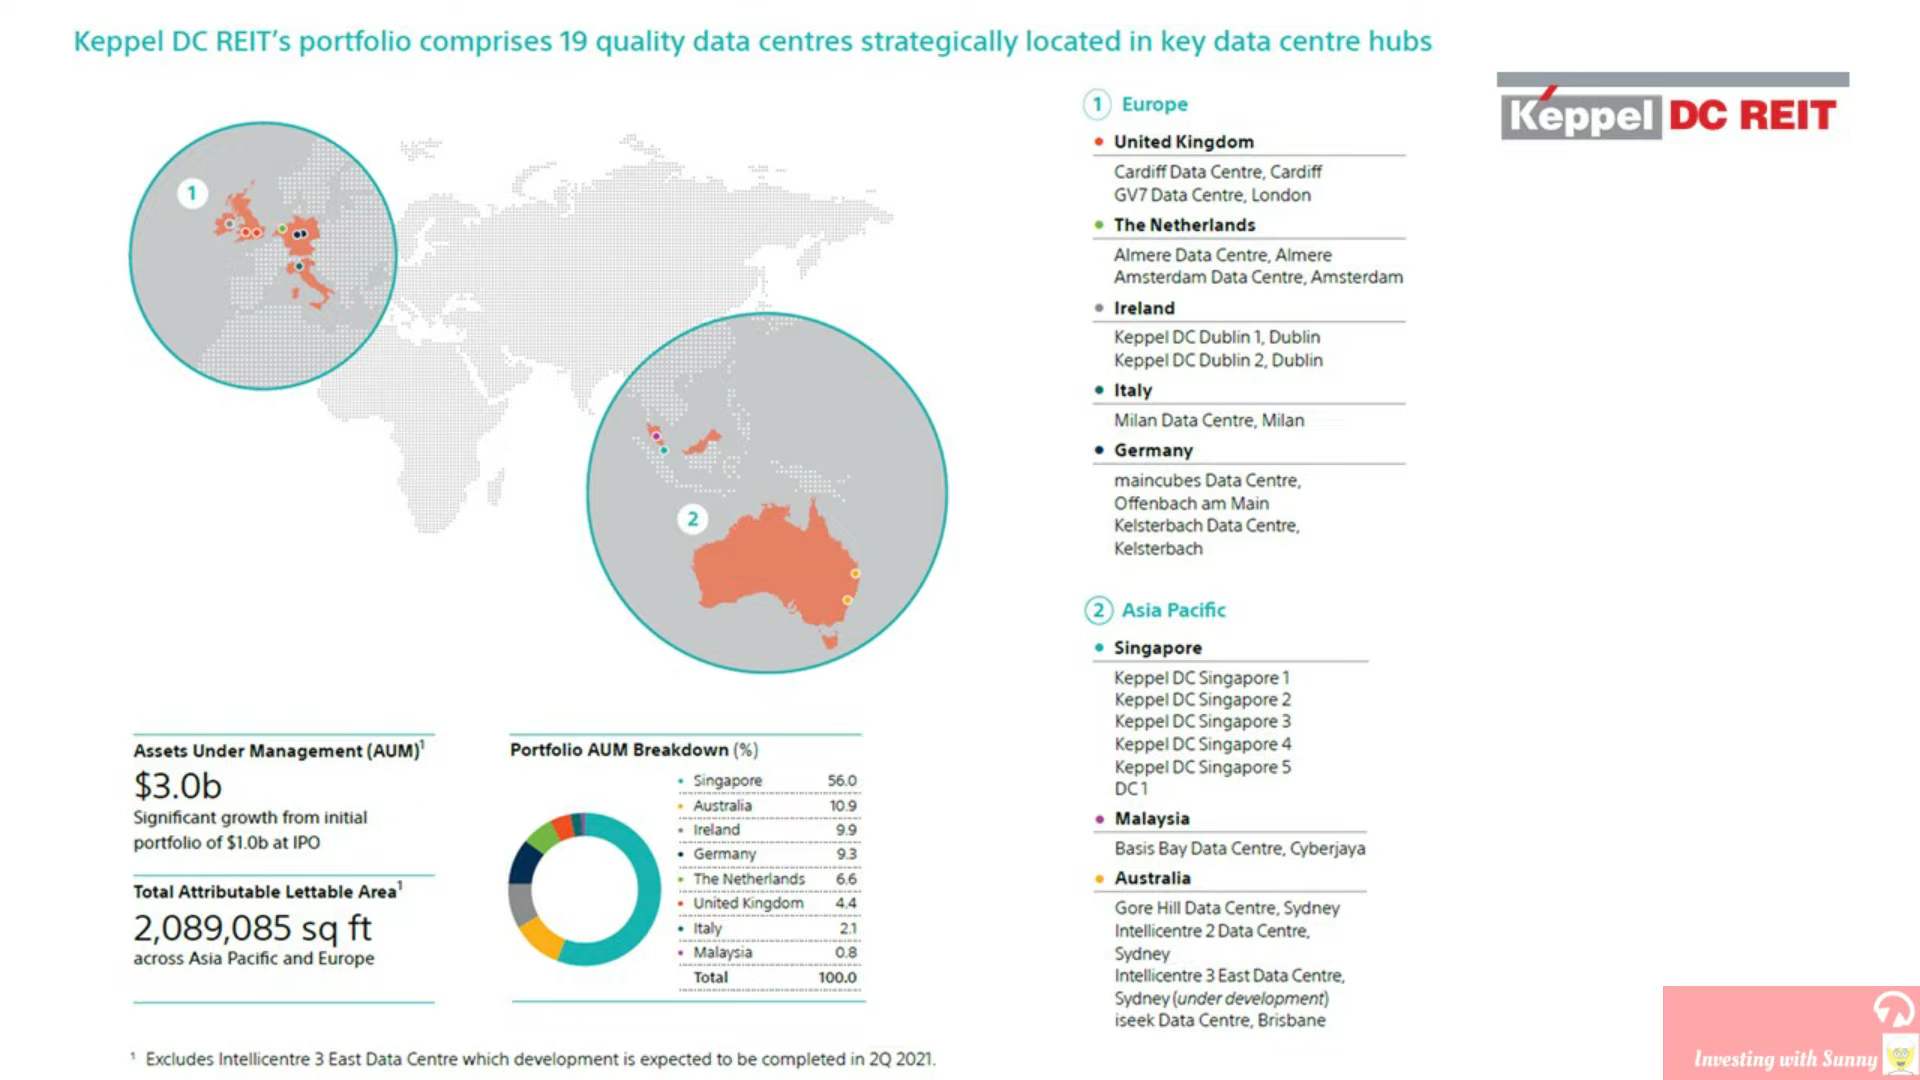 Keppel DC REIT's portfolio comprises 19 quality data centres strategically located in key data centre hubs
Keppel DC REIT
1
2
1 Europe
United Kingdom
Cardiff Data Centre, Cardiff
GV7 Data Centre, London
The Netherlands
Almere Data Centre, Almere
Amsterdam Data Centre, Amsterdam
Ireland
Keppel DC Dublin 1, Dublin
Keppel DC Dublin 2, Dublin
Italy
Milan Data Centre, Milan
Germany
maincubes Data Centre,
Offenbach am Main
Kelsterbach Data Centre,
Kelsterbach
2 Asia Pacific
Singapore
Keppel DC Singapore 1
Keppel DC Singapore 2
Keppel DC Singapore 3
Keppel DC Singapore 4
Keppel DC Singapore 5
DC1
Malaysia
Basis Bay Data Centre, Cyberjaya
Australia
Gore Hill Data Centre, Sydney
Intellicentre 2 Data Centre,
Sydney
Intellicentre 3 East Data Centre,
Sydney (under development)
iseek Data Centre, Brisbane
Assets Under Management (AUM)¹
$3.0b
Significant growth from initial
portfolio of $1.0b at IPO
Total Attributable Lettable Area¹
2,089,085 sq ft
across Asia Pacific and Europe
Portfolio AUM Breakdown (%)
Singapore 56.0
Australia 10.9
Ireland 9.9
Germany 9.3
The Netherlands 6.6
United Kingdom 4.4
Italy 2.1
Malaysia 0.8
Total 100.0
¹ Excludes Intellicentre 3 East Data Centre which development is expected to be completed in 2Q 2021.
Investing with Sunny